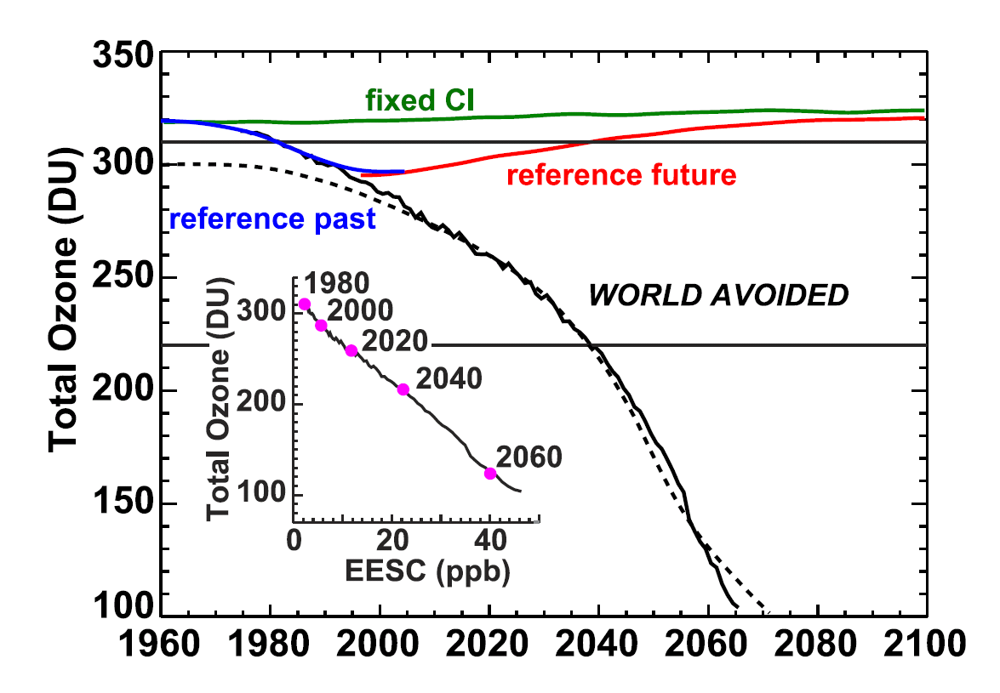 350
300
250
200
150
100
Total Ozone (DU)
fixed Cl
reference future
reference past
WORLD AVOIDED
1980
2000
2020
2040
2060
300
200
100
Total Ozone (DU)
0 20 40
EESC (ppb)
1960 1980 2000 2020 2040 2060 2080 2100